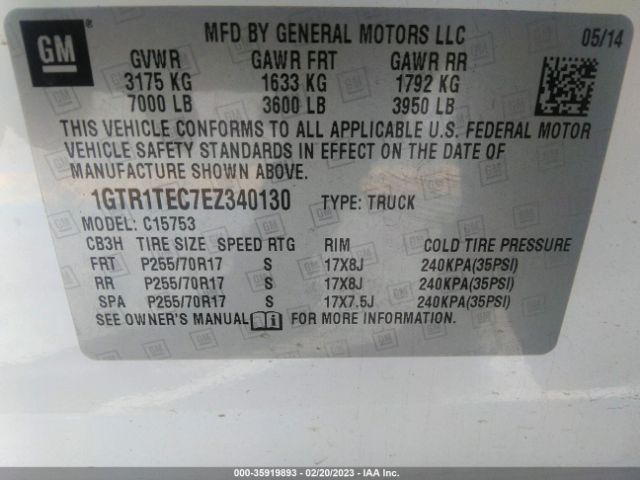 GM
MFD BY GENERAL MOTORS LLC 05/14
GVWR GAWR FRT GAWR RR
3175 KG 1633 KG 1792 KG
7000 LB 3600 LB 3950 LB
THIS VEHICLE CONFORMS TO ALL APPLICABLE U.S. FEDERAL MOTOR
VEHICLE SAFETY STANDARDS IN EFFECT ON THE DATE OF
MANUFACTURE SHOWN ABOVE.
1GTR1TEC7EZ340130 TYPE: TRUCK
MODEL: C15753
CB3H TIRE SIZE SPEED RTG RIM COLD TIRE PRESSURE
FRT P255/70R17 S 17X8J 240KPA(35PSI)
RR P255/70R17 S 17X8J 240KPA(35PSI)
SPA P255/70R17 S 17X7.5J 240KPA(35PSI)
SEE OWNER'S MANUAL i FOR MORE INFORMATION.
000-35919893 - 02/20/2023 - IAA Inc.